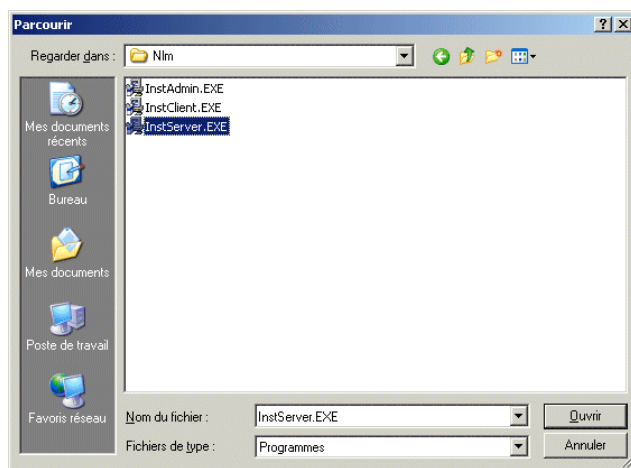 Parcourir
Regarder dans :
Nlm
InstAdmin.EXE
InstClient.EXE
InstServer.EXE
Mes documents
récents
Bureau
Mes documents
Poste de travail
Favoris réseau
Nom du fichier :
InstServer.EXE
Ouvrir
Fichiers de type :
Programmes
Annuler